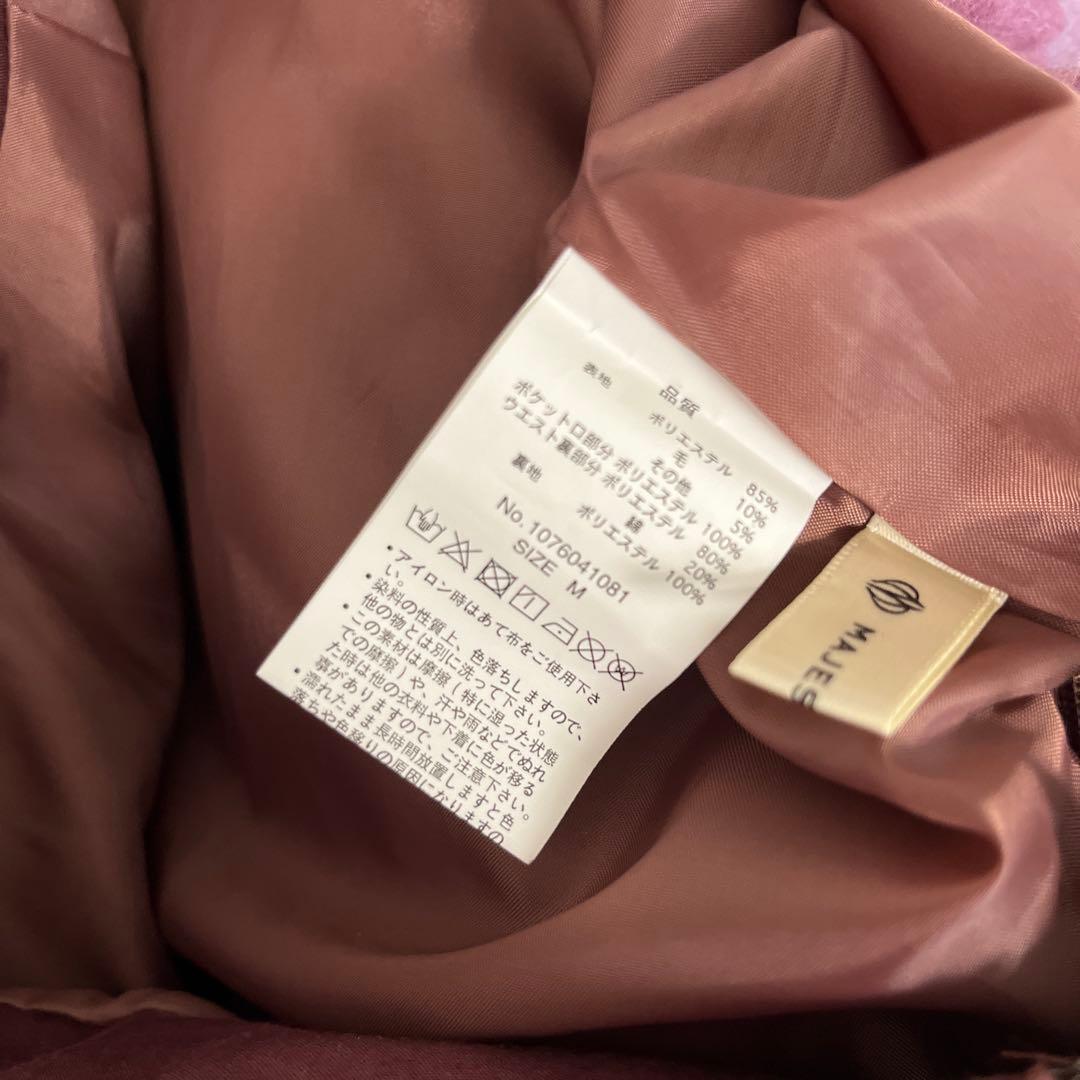 品質
表地 ポリエステル 85%
毛 10%
その他 5%
ポケット口部分 ポリエステル 100%
ウエスト裏部分 ポリエステル 80%
綿 20%
裏地 ポリエステル 100%
No.1076041081
SIZE M
・アイロン時はあて布をご使用下さ
い。
・染料の性質上、色落ちしますので、
他の物とは別に洗って下さい。
・この素材は摩擦(特に湿った状態
での摩擦)や、汗や雨などでぬれ
た時は他の衣料や下着に色が移る
事がありますので、ご注意下さい。
・濡れたまま長時間放置しますと色
落ちや色移りの原因になりますの
MAJES